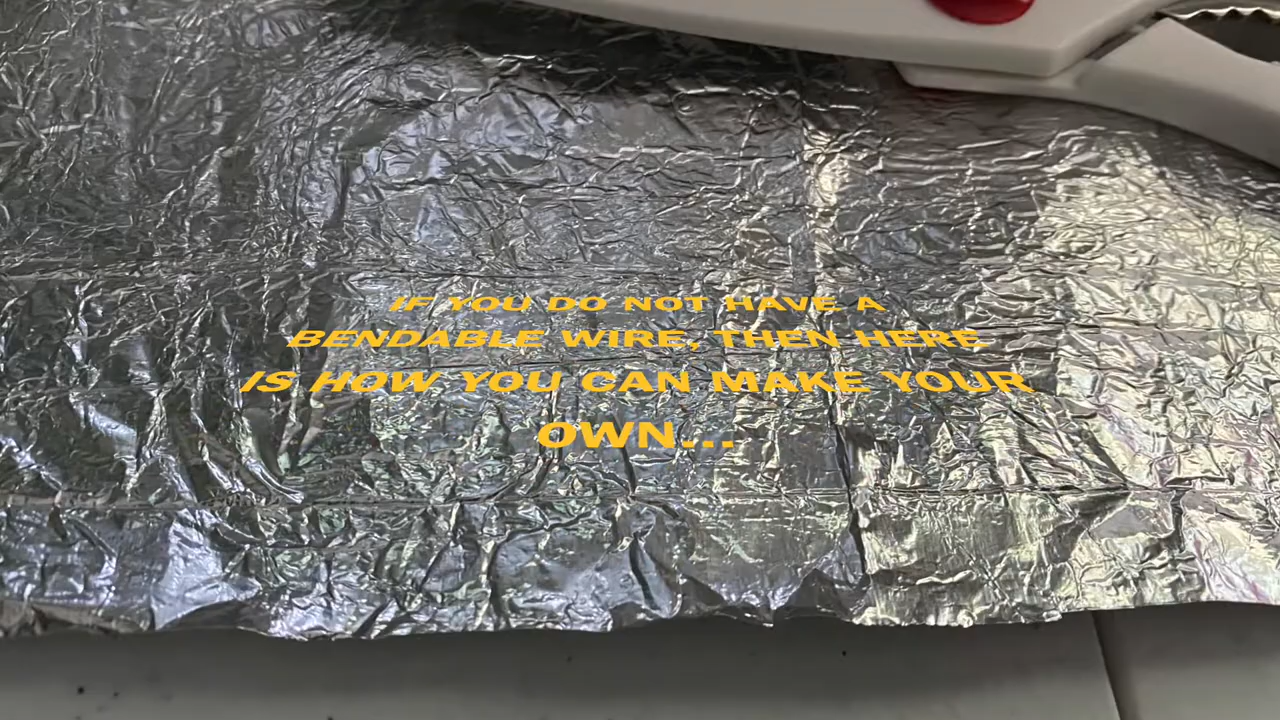 IF YOU DO NOT HAVE A
BENDABLE WIRE, THEN HERE
IS HOW YOU CAN MAKE YOUR
OWN...